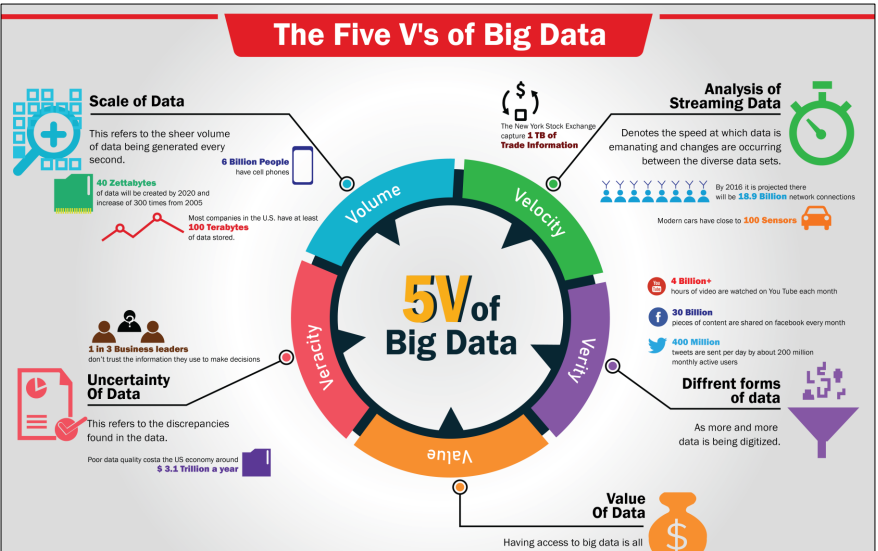 The Five V's of Big Data
Scale of Data
This refers to the sheer volume
of data being generated every
second.
6 Billion People
have cell phones
40 Zettabytes
of data will be created by 2020 and
increase of 300 times from 2005
Most companies in the U.S. have at least
100 Terabytes
of data stored.
$
The New York Stock Exchange
capture 1 TB of
Trade Information
Analysis of
Streaming Data
Denotes the speed at which data is
emanating and changes are occurring
between the diverse data sets.
By 2016 it is projected there
will be 18.9 Billion network connections
Modern cars have close to 100 Sensors
Volume
Velocity
Verity
Value
Veracity
5V of
Big Data
You
Tube
4 Billion+
hours of video are watched on You Tube each month
f
30 Billion
pieces of content are shared on facebook every month
400 Million
tweets are sent per day by about 200 million
monthly active users
Diffrent forms
of data
As more and more
data is being digitized.
1 in 3 Business leaders
don't trust the information they use to make decisions
Uncertainty
Of Data
This refers to the discrepancies
found in the data.
Poor data quality costa the US economy around
$ 3.1 Trillion a year
Value
Of Data
Having access to big data is all
$